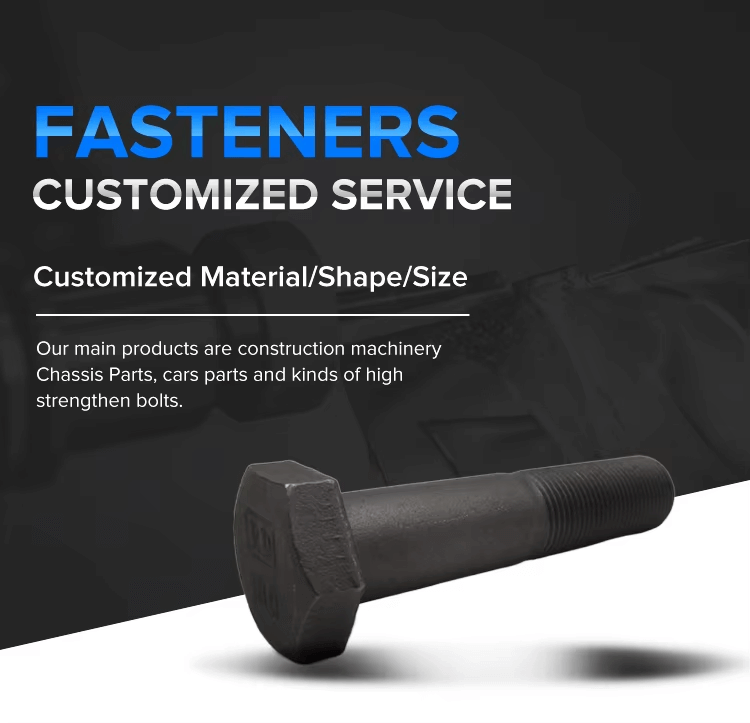 FASTENERS
CUSTOMIZED SERVICE
Customized Material/Shape/Size
Our main products are construction machinery
Chassis Parts, cars parts and kinds of high
strengthen bolts.